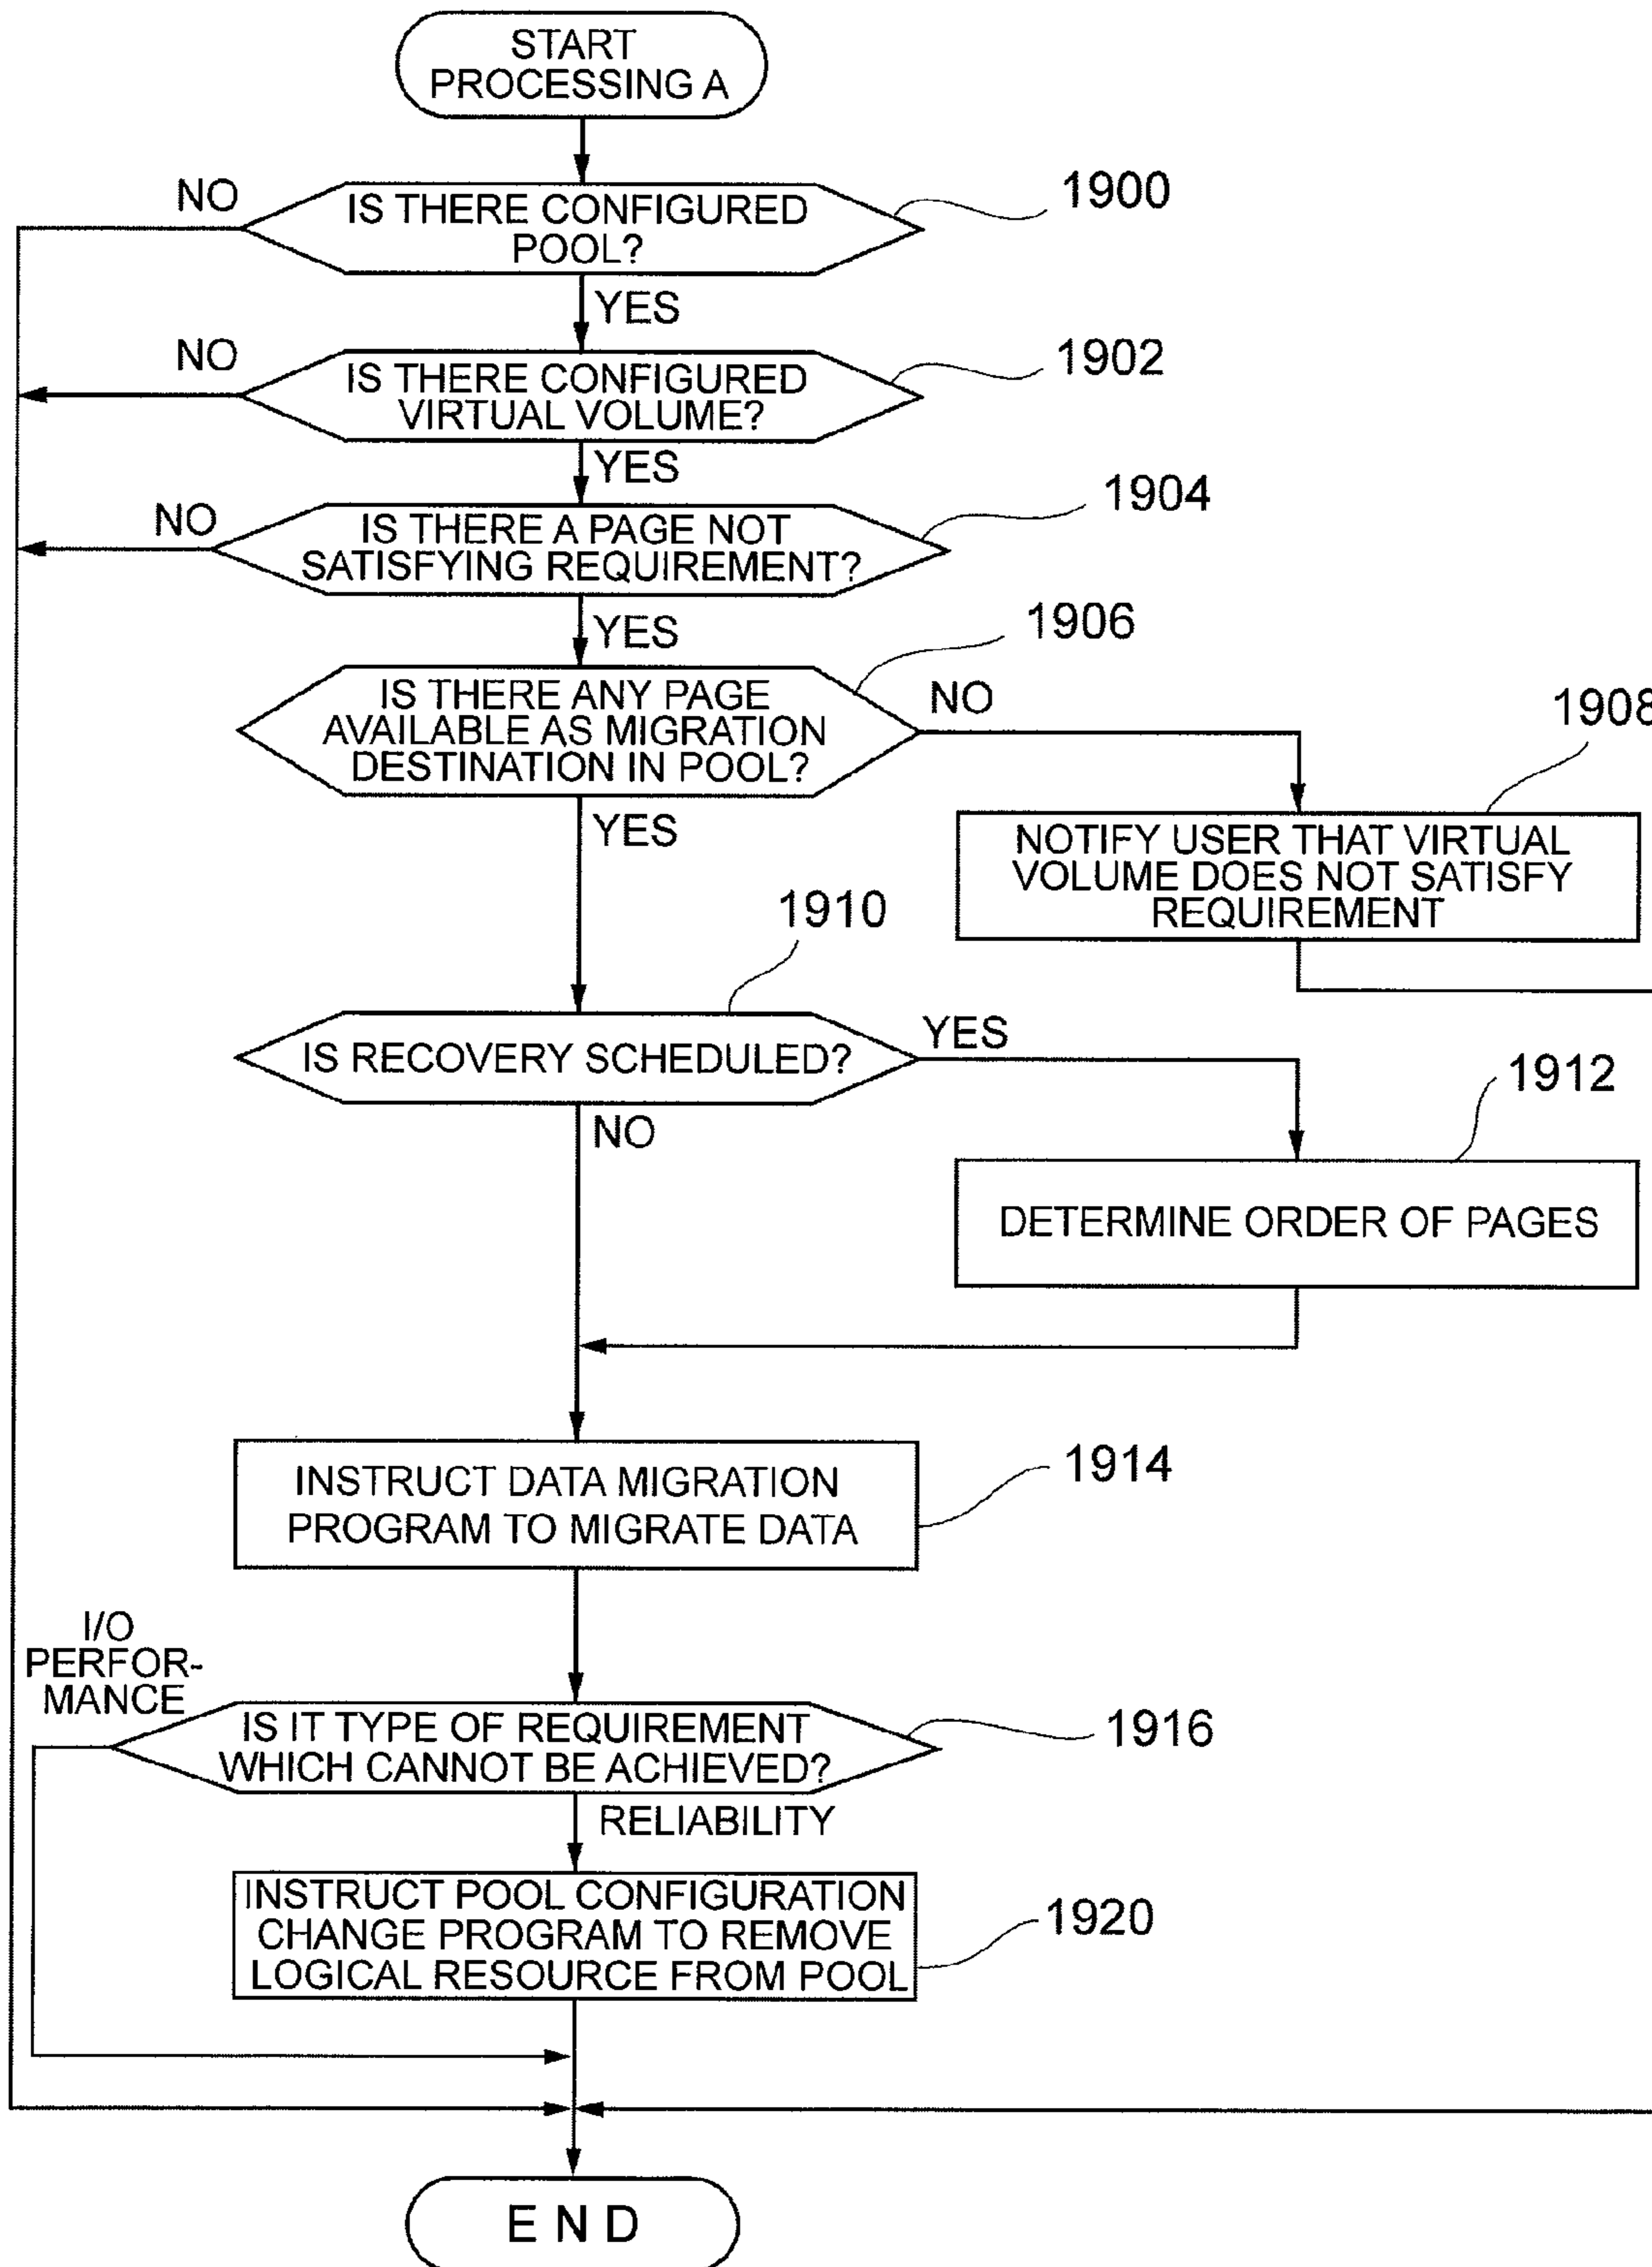 START
PROCESSING A
NO
IS THERE CONFIGURED
POOL?
1900
YES
NO
IS THERE CONFIGURED
VIRTUAL VOLUME?
1902
YES
NO
IS THERE A PAGE NOT
SATISFYING REQUIREMENT?
1904
YES
1906
IS THERE ANY PAGE
AVAILABLE AS MIGRATION
DESTINATION IN POOL?
NO
1908
YES
NOTIFY USER THAT VIRTUAL
VOLUME DOES NOT SATISFY
REQUIREMENT
1910
IS RECOVERY SCHEDULED?
YES
1912
NO
DETERMINE ORDER OF PAGES
INSTRUCT DATA MIGRATION
PROGRAM TO MIGRATE DATA
1914
I/O
PERFOR-
MANCE
IS IT TYPE OF REQUIREMENT
WHICH CANNOT BE ACHIEVED?
1916
RELIABILITY
INSTRUCT POOL CONFIGURATION
CHANGE PROGRAM TO REMOVE
LOGICAL RESOURCE FROM POOL
1920
E N D